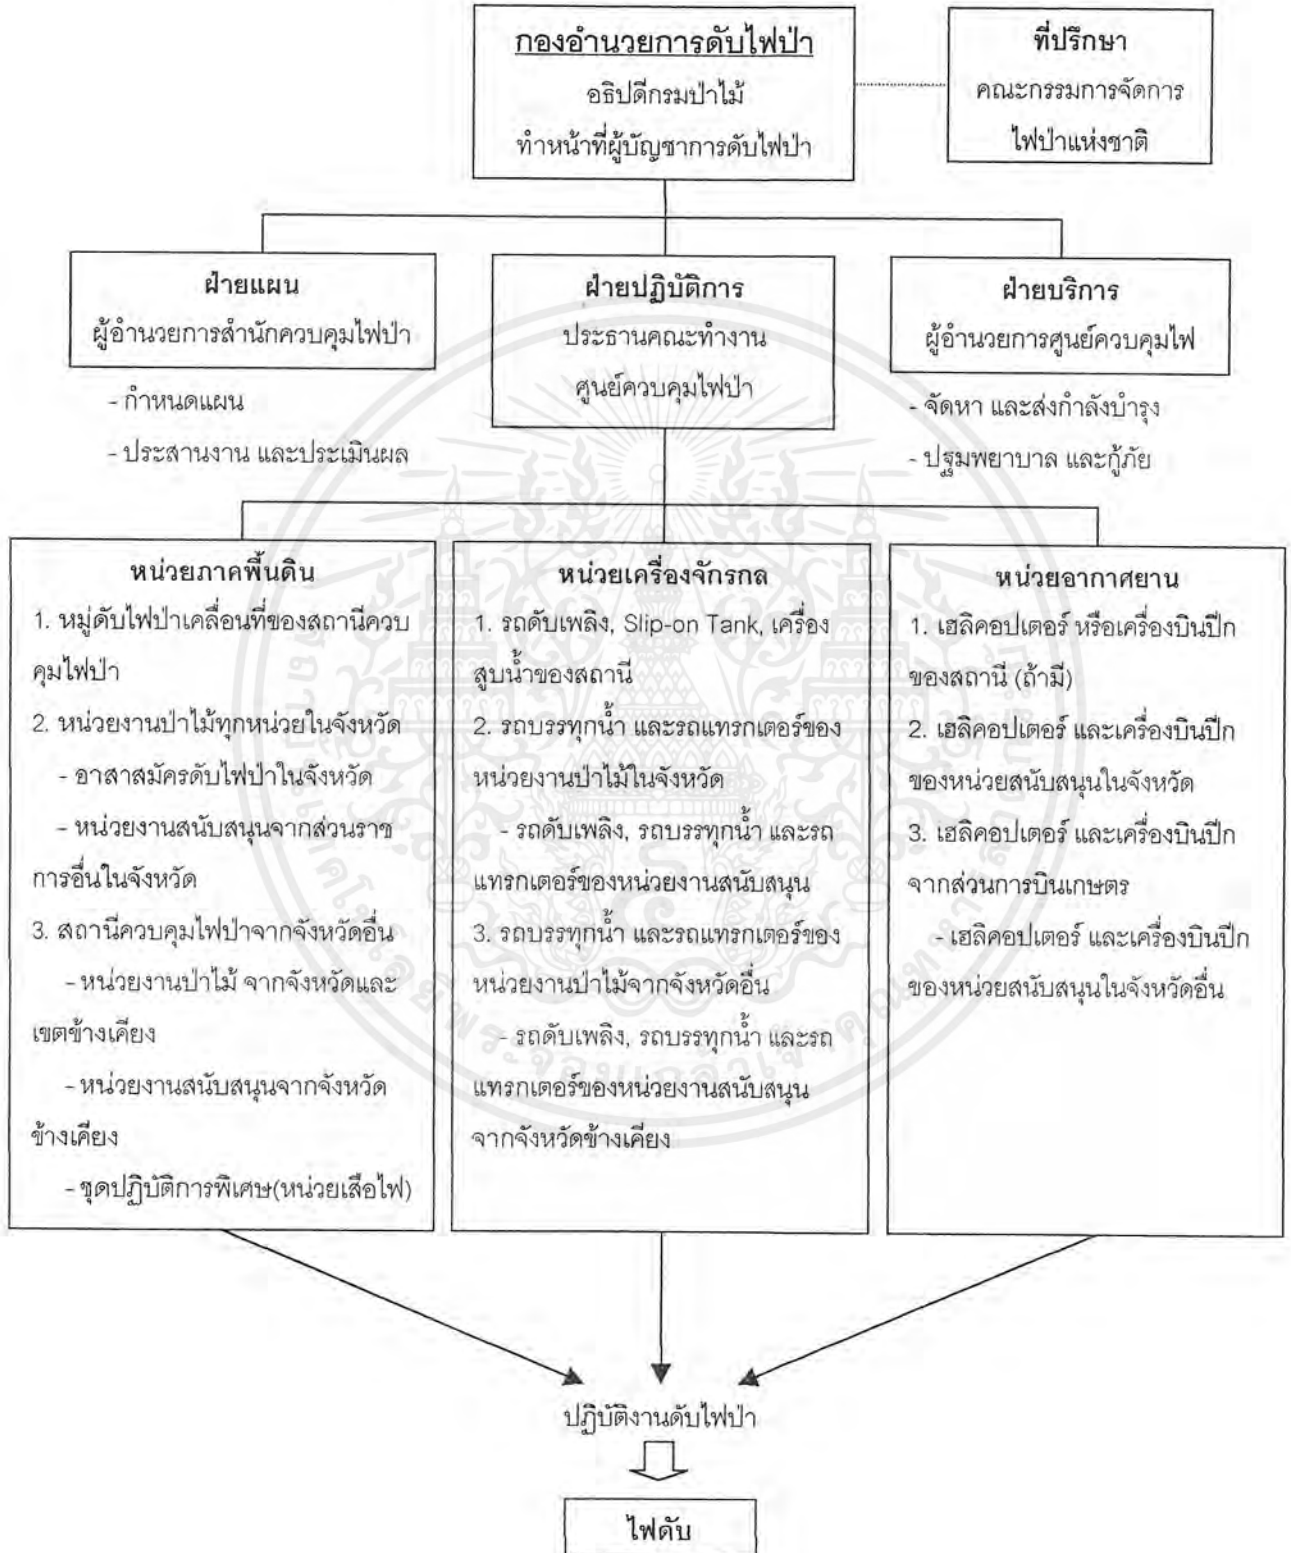 กองอำนวยการดับไฟป่า
อธิปดีกรมป่าไม้
ทำหน้าที่ผู้บัญชาการดับไฟป่า
ที่ปรึกษา
คณะกรรมการจัดการ
ไฟป่าแห่งชาติ
ฝ่ายแผน
ผู้อำนวยการสำนักควบคุมไฟป่า
- กำหนดแผน
- ประสานงาน และประเมินผล
ฝ่ายปฏิบัติการ
ประธานคณะทำงาน
ศูนย์ควบคุมไฟป่า
ฝ่ายบริการ
ผู้อำนวยการศูนย์ควบคุมไฟ
- จัดหา และส่งกำลังบำรุง
- ปฐมพยาบาล และกู้ภัย
หน่วยภาคพื้นดิน
1. หมู่ดับไฟป่าเคลื่อนที่ของสถานีควบ
คุมไฟป่า
2. หน่วยงานป่าไม้ทุกหน่วยในจังหวัด
- อาสาสมัครดับไฟป่าในจังหวัด
- หน่วยงานสนับสนุนจากส่วนราช
การอื่นในจังหวัด
3. สถานีควบคุมไฟป่าจากจังหวัดอื่น
- หน่วยงานป่าไม้ จากจังหวัดและ
เขตข้างเคียง
- หน่วยงานสนับสนุนจากจังหวัด
ข้างเคียง
- ชุดปฏิบัติการพิเศษ(หน่วยเสือไฟ)
หน่วยเครื่องจักรกล
1. รถดับเพลิง, Slip-on Tank, เครื่อง
สูบน้ำของสถานี
2. รถบรรทุกน้ำ และรถแทรกเตอร์ของ
หน่วยงานป่าไม้ในจังหวัด
- รถดับเพลิง, รถบรรทุกน้ำ และรถ
แทรกเตอร์ของหน่วยงานสนับสนุน
3. รถบรรทุกน้ำ และรถแทรกเตอร์ของ
หน่วยงานป่าไม้จากจังหวัดอื่น
- รถดับเพลิง, รถบรรทุกน้ำ และรถ
แทรกเตอร์ของหน่วยงานสนับสนุน
จากจังหวัดข้างเคียง
หน่วยอากาศยาน
1. เฮลิคอปเตอร์ หรือเครื่องบินปีก
ของสถานี (ถ้ามี)
2. เฮลิคอปเตอร์ และเครื่องบินปีก
ของหน่วยสนับสนุนในจังหวัด
3. เฮลิคอปเตอร์ และเครื่องบินปีก
จากส่วนการบินเกษตร
- เฮลิคอปเตอร์ และเครื่องบินปีก
ของหน่วยสนับสนุนในจังหวัดอื่น
ปฏิบัติงานดับไฟป่า
ไฟดับ
สถาบันเทคโนโลยีพระจอมเกล้าเจ้าคุณทหารลาดกระบัง